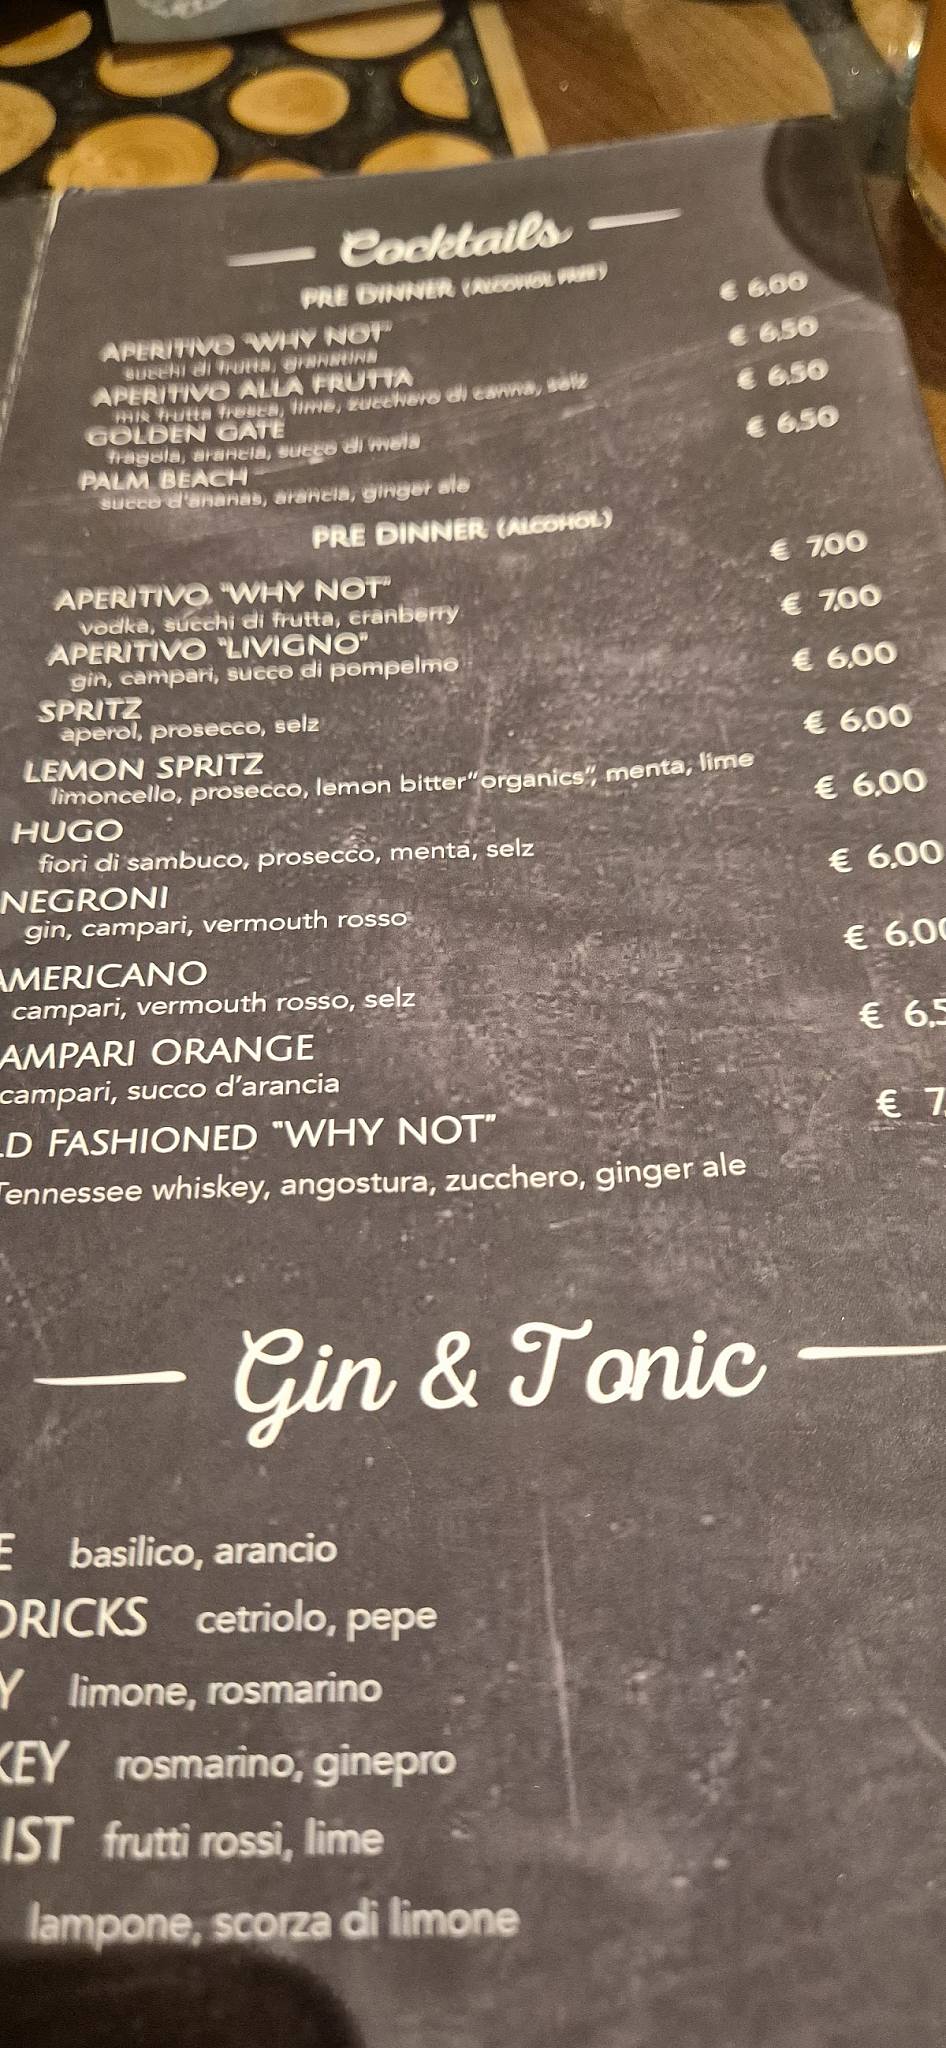 Cocktails
PRE DINNER (ALCOHOL FREE)
APERITIVO "WHY NOT" € 6,00
succhi di frutta, granatina
APERITIVO ALLA FRUTTA € 6,50
mix frutta fresca, lime, zucchero di canna, selz
GOLDEN GATE € 6,50
fragola, arancia, succo di mela
PALM BEACH € 6,50
succo d'ananas, arancia, ginger ale
PRE DINNER (ALCOHOL)
APERITIVO "WHY NOT" € 7,00
vodka, succhi di frutta, cranberry
APERITIVO "LIVIGNO" € 7,00
gin, campari, succo di pompelmo
SPRITZ € 6,00
aperol, prosecco, selz
LEMON SPRITZ € 6,00
limoncello, prosecco, lemon bitter "organics", menta, lime
HUGO € 6,00
fiori di sambuco, prosecco, menta, selz
NEGRONI € 6,00
gin, campari, vermouth rosso
AMERICANO € 6,00
campari, vermouth rosso, selz
AMPARI ORANGE € 6,5
campari, succo d'arancia
LD FASHIONED "WHY NOT" € 7
Tennessee whiskey, angostura, zucchero, ginger ale
Gin & Tonic
E basilico, arancio
DRICKS cetriolo, pepe
Y limone, rosmarino
KEY rosmarino, ginepro
IST frutti rossi, lime
lampone, scorza di limone